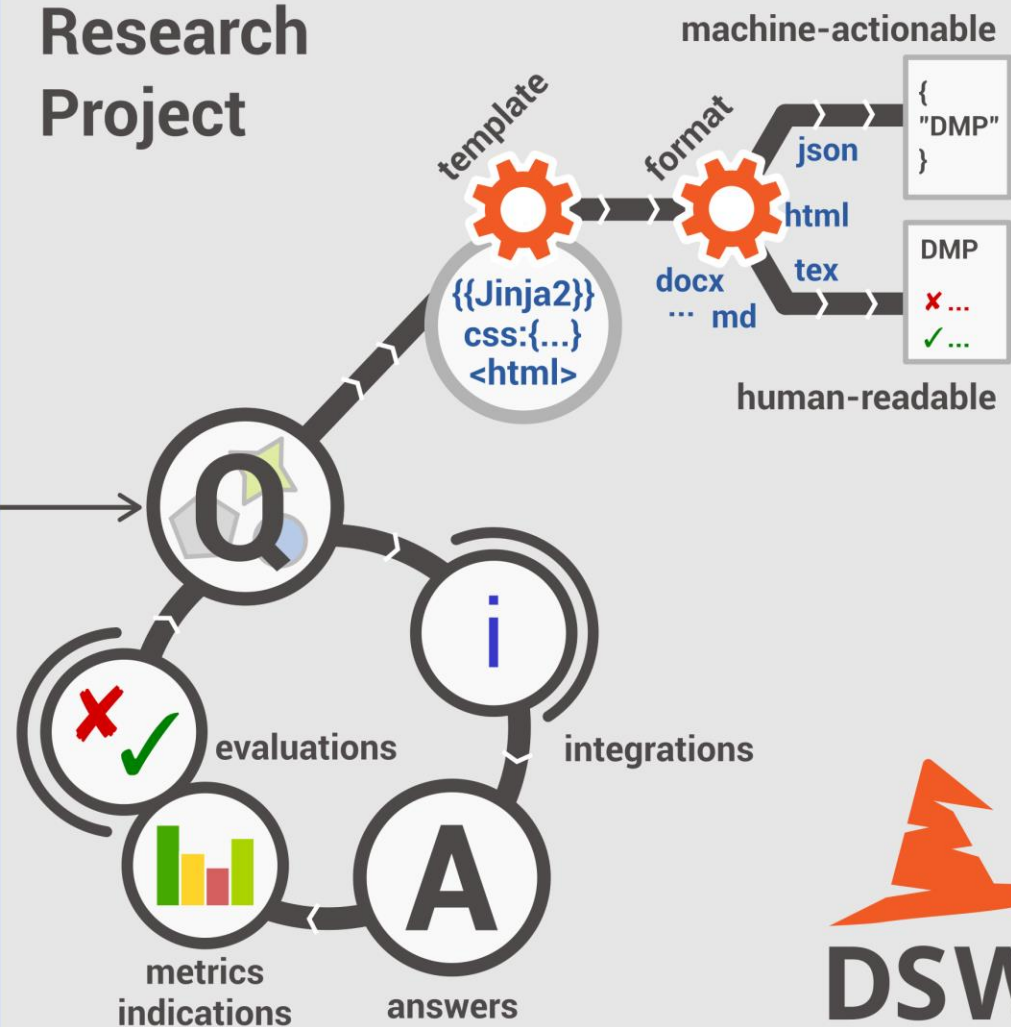 Research
Project
machine-actionable
template
format
{
"DMP"
}
json
html
DMP
tex
docx
... md
✘ ...
✓ ...
{{Jinja2}}
css:{...}
<html>
human-readable
Q
i
evaluations
integrations
A
metrics
indications
answers
DSW